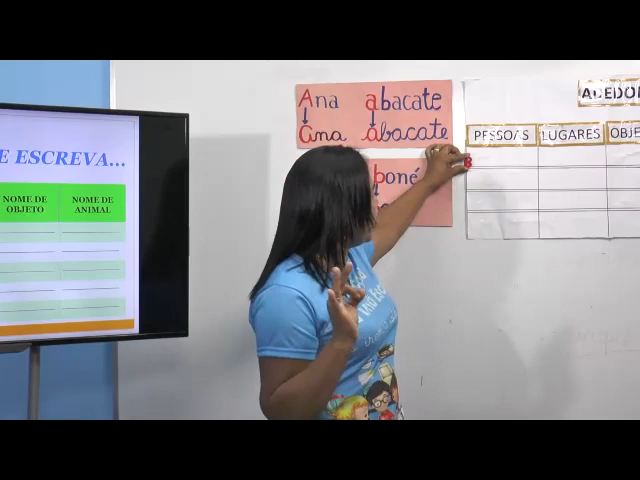 E ESCREVA...
NOME DE OBJETO
NOME DE ANIMAL
Ana abacate
Ana abacate
boné
ACEDO
PESSOAS LUGARES OBJE
B